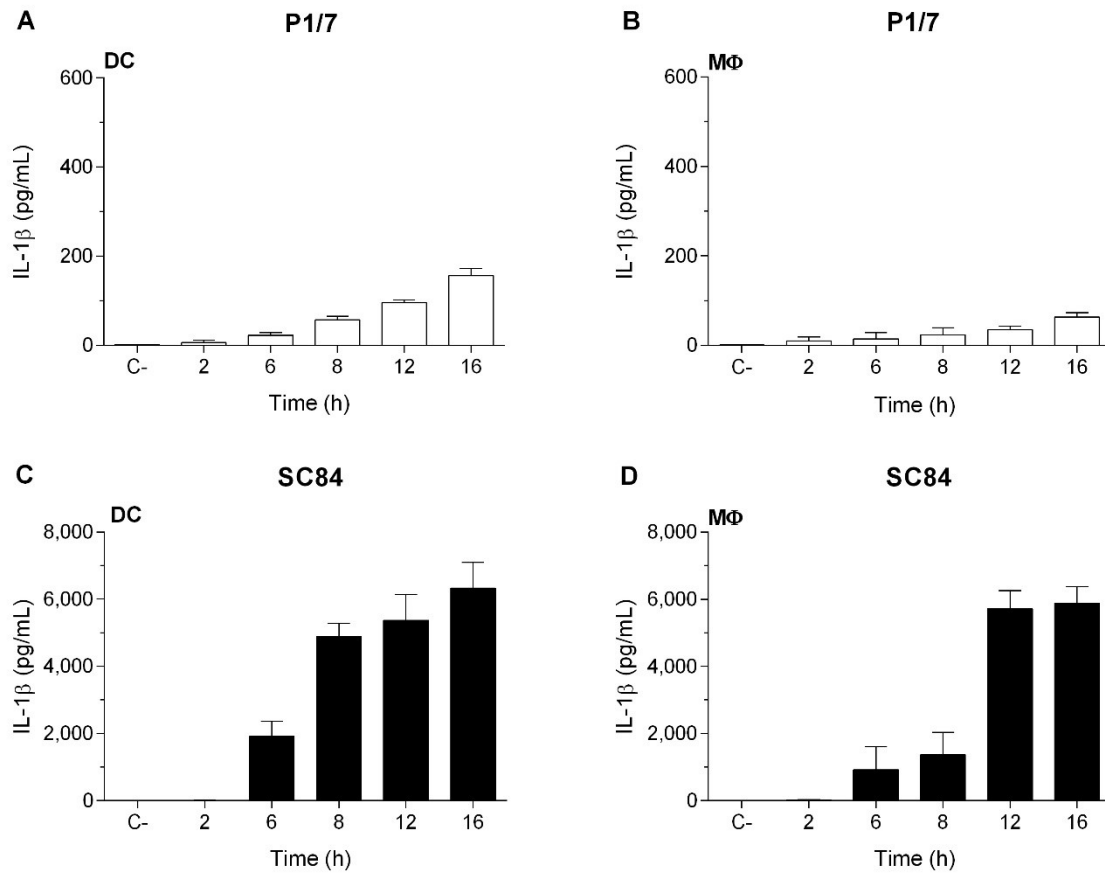 A
P1/7
DC
600
400
200
0
IL-1β (pg/mL)
C- 2 6 8 12 16
Time (h)
B
P1/7
MΦ
600
400
200
0
IL-1β (pg/mL)
C- 2 6 8 12 16
Time (h)
C
SC84
DC
8,000
6,000
4,000
2,000
0
IL-1β (pg/mL)
C- 2 6 8 12 16
Time (h)
D
SC84
MΦ
8,000
6,000
4,000
2,000
0
IL-1β (pg/mL)
C- 2 6 8 12 16
Time (h)